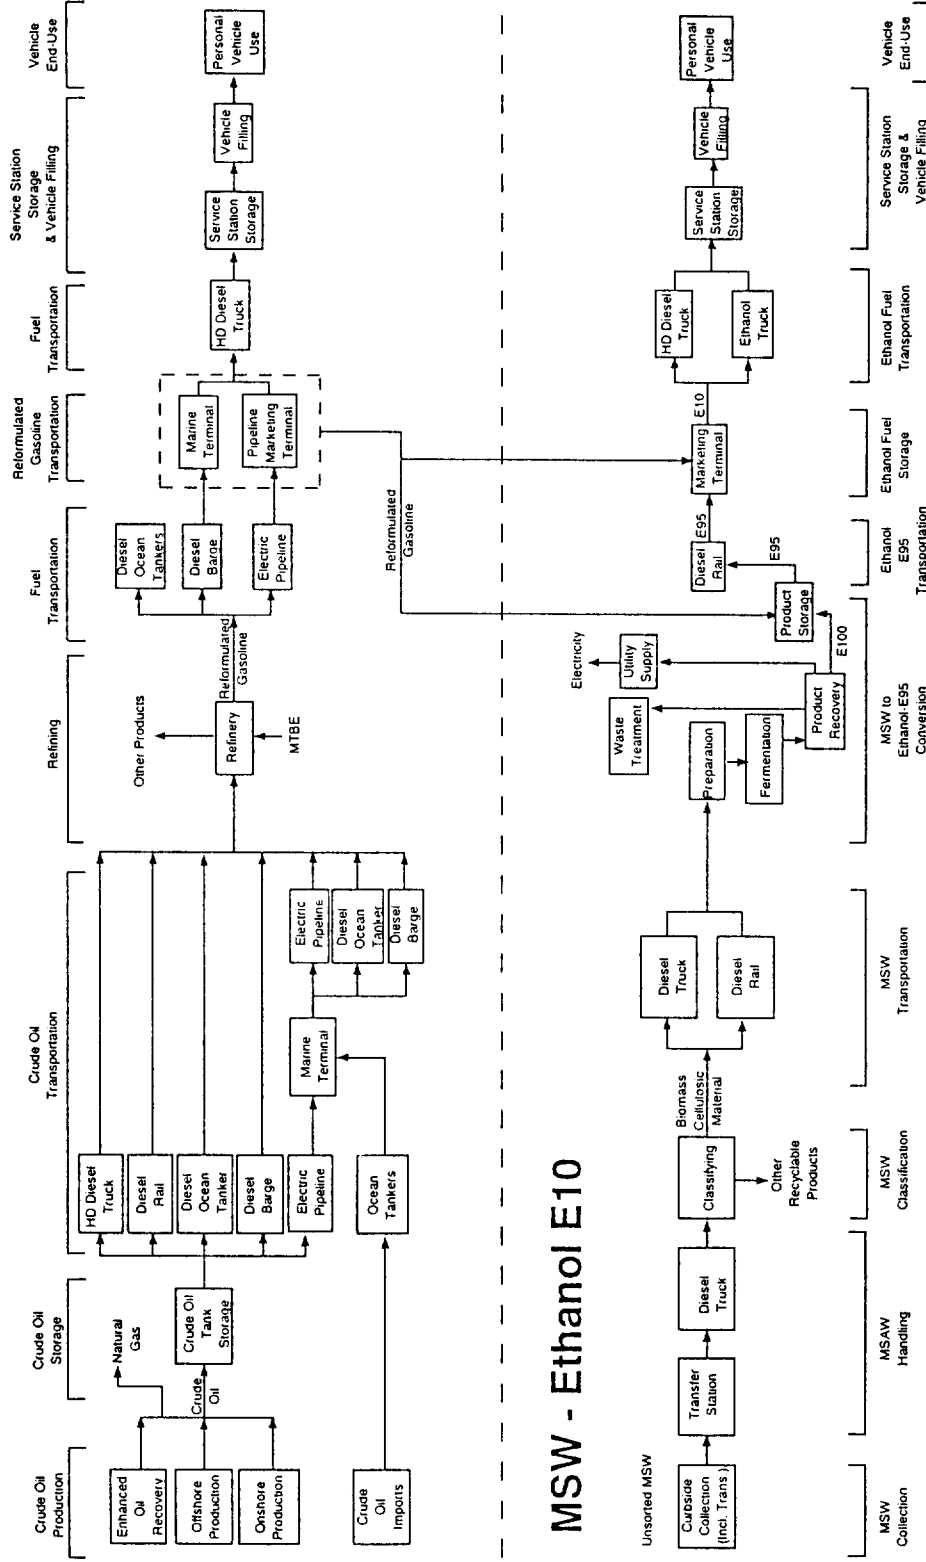 Crude Oil
Production
Crude Oil
Storage
Crude Oil
Transportation
Refining
Fuel
Transportation
Reformulated
Gasoline
Transportation
Fuel
Transportation
Service Station
Storage
& Vehicle Filling
Vehicle
End-Use
Enhanced
Oil
Recovery
Offshore
Production
Onshore
Production
Crude
Oil
Imports
Natural
Gas
Crude
Oil
Crude Oil
Tank
Storage
HD Diesel
Truck
Diesel
Rail
Diesel
Ocean
Tanker
Diesel
Barge
Electric
Pipeline
Ocean
Tankers
Marine
Terminal
Electric
Pipeline
Diesel
Ocean
Tanker
Diesel
Barge
Other Products
Refinery
MTBE
Reformulated
Gasoline
Diesel
Ocean
Tankers
Diesel
Barge
Electric
Pipeline
Marine
Terminal
Pipeline
Marketing
Terminal
HD Diesel
Truck
Service
Station
Storage
Vehicle
Filling
Personal
Vehicle
Use
Reformulated
Gasoline
MSW - Ethanol E10
Unsorted MSW
Curbside
Collection
(Incl. Trans.)
Transfer
Station
Diesel
Truck
Classifying
Other
Recyclable
Products
Biomass
Cellulosic
Material
Diesel
Truck
Diesel
Rail
Preparation
Fermentation
Waste
Treatment
Electricity
Utility
Supply
Product
Recovery
E100
Product
Storage
E95
Diesel
Rail
E95
Marketing
Terminal
E10
HD Diesel
Truck
Ethanol
Truck
Service
Station
Storage
Vehicle
Filling
Personal
Vehicle
Use
MSW
Collection
MSAW
Handling
MSW
Classification
MSW
Transportation
MSW to
Ethanol-E95
Conversion
Ethanol
E95
Transportation
Ethanol Fuel
Storage
Ethanol Fuel
Transportation
Service Station
Storage &
Vehicle Filling
Vehicle
End-Use